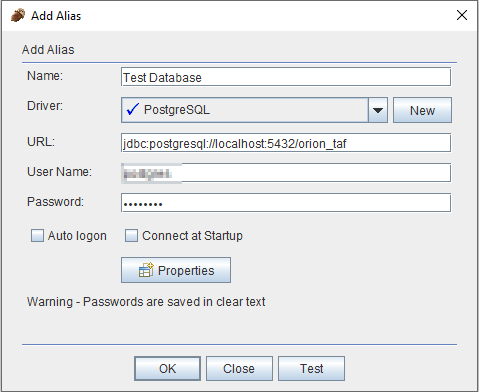 Add Alias
Add Alias
Name: Test Database
Driver: PostgreSQL New
URL: jdbc:postgresql://localhost:5432/orion_taf
User Name:
Password: ••••••••
Auto logon Connect at Startup
Properties
Warning - Passwords are saved in clear text
OK Close Test